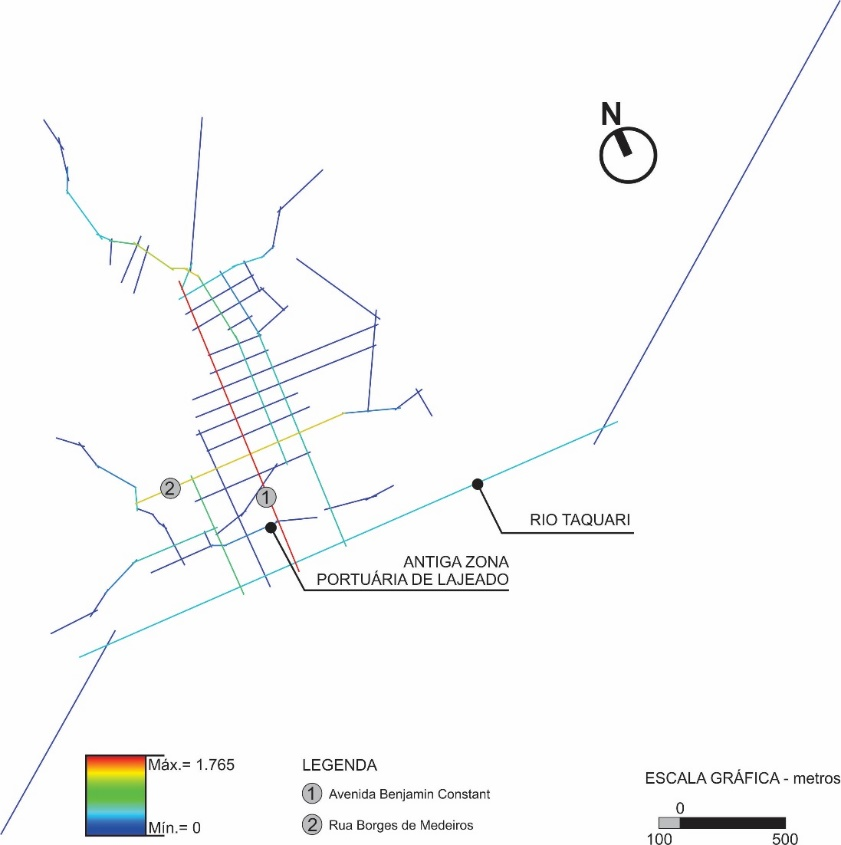 N
2
1
RIO TAQUARI
ANTIGA ZONA
PORTUÁRIA DE LAJEADO
Máx.= 1.765
Mín.= 0
LEGENDA
1 Avenida Benjamin Constant
2 Rua Borges de Medeiros
ESCALA GRÁFICA - metros
0
100 500